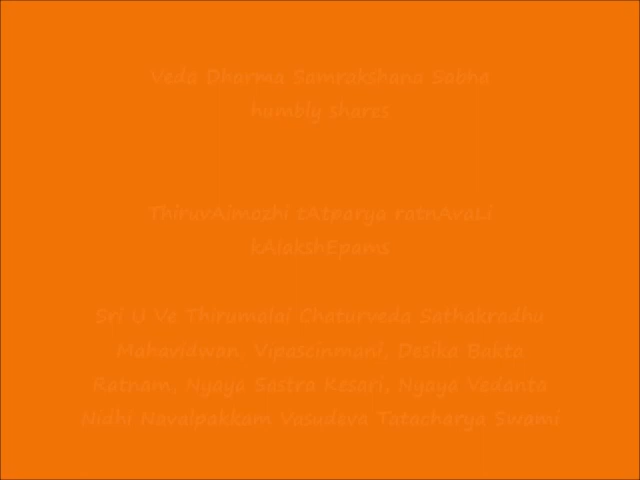 Veda Dharma Samrakshana Sabha
humbly shares
ThiruvAimozhi tAtparya ratnAvaLi
kAlakshEpams
Sri U Ve Thirumalai Chaturveda Sathakradhu
Mahavidwan, Vipascinmani, Desika Bakta
Ratnam, Nyaya Sastra Kesari, Nyaya Vedanta
Nidhi Navalpakkam Vasudeva Tatacharya Swami